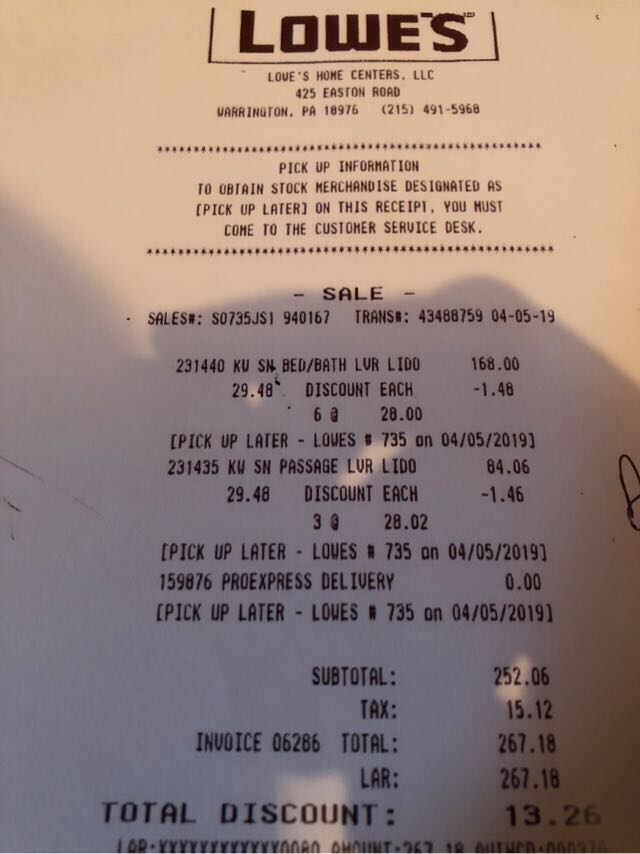 LOWE'S
LOWE'S HOME CENTERS, LLC
425 EASTON ROAD
WARRINGTON, PA 18976 (215) 491-5968
****************************************************
PICK UP INFORMATION
TO OBTAIN STOCK MERCHANDISE DESIGNATED AS
[PICK UP LATER] ON THIS RECEIPT, YOU MUST
COME TO THE CUSTOMER SERVICE DESK.
****************************************************
- SALE -
SALES#: S0735JS1 940167 TRANS#: 43488759 04-05-19
231440 KW SN BED/BATH LVR LIDO 168.00
29.48 DISCOUNT EACH -1.48
6 @ 28.00
[PICK UP LATER - LOWES # 735 on 04/05/2019]
231435 KW SN PASSAGE LVR LIDO 84.06
29.48 DISCOUNT EACH -1.46
3 @ 28.02
[PICK UP LATER - LOWES # 735 on 04/05/2019]
159876 PROEXPRESS DELIVERY 0.00
[PICK UP LATER - LOWES # 735 on 04/05/2019]
SUBTOTAL: 252.06
TAX: 15.12
INVOICE 06286 TOTAL: 267.18
LAR: 267.18
TOTAL DISCOUNT: 13.26
LAR:XXXXXXXXXXXX0080 AMOUNT:267.18 AUTHCD: